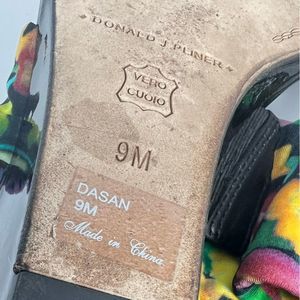 DONALD J PLINER
VERO
CUOIO
9M
DASAN
9M
Made in China